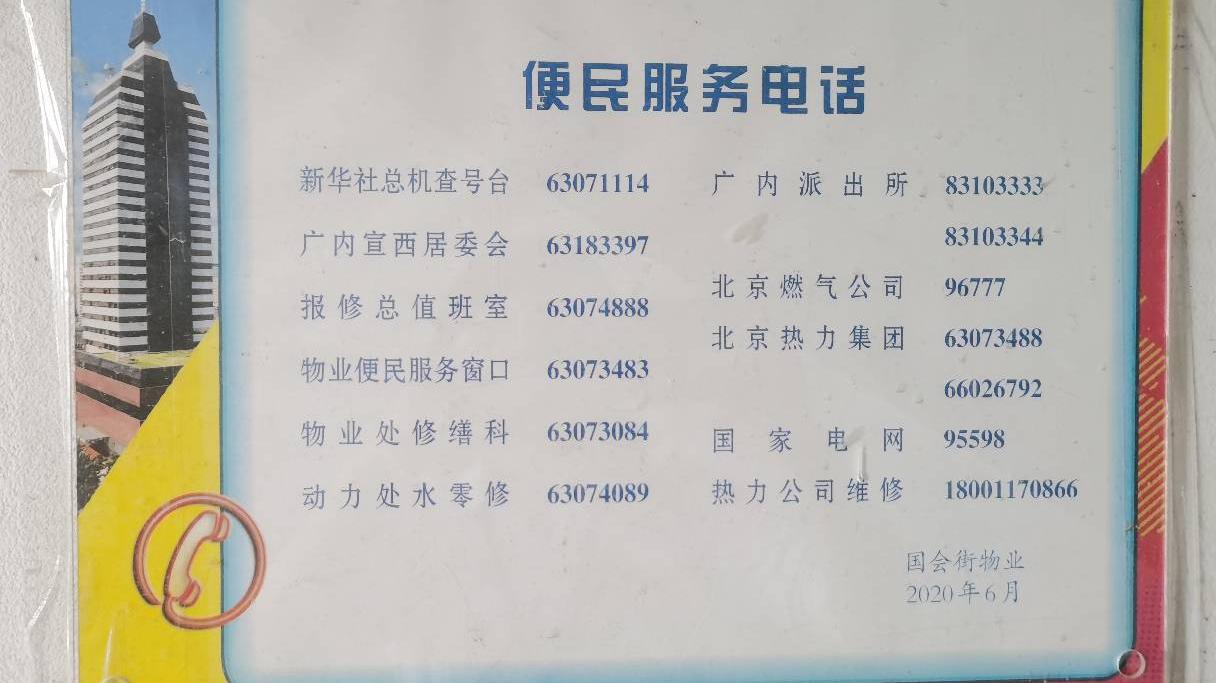 便民服务电话
新华社总机查号台 63071114
广内宣西居委会 63183397
报修总值班室 63074888
物业便民服务窗口 63073483
物业处修缮科 63073084
动力处水零修 63074089
广内派出所 83103333
83103344
北京燃气公司 96777
北京热力集团 63073488
66026792
国家电网 95598
热力公司维修 18001170866
国会街物业
2020年6月